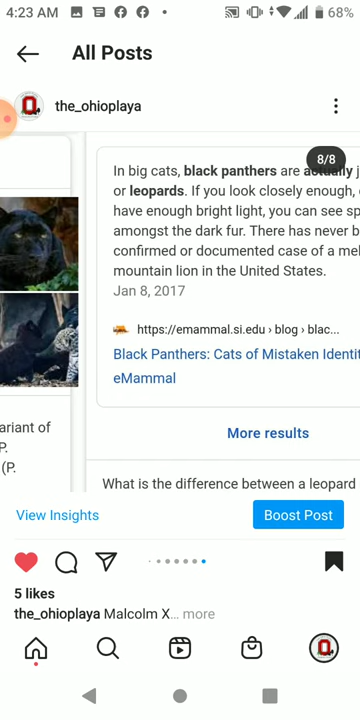 4:23 AM
68%
All Posts
the_ohioplaya
8/8
In big cats, black panthers are actually j
or leopards. If you look closely enough,
have enough bright light, you can see sp
amongst the dark fur. There has never b
confirmed or documented case of a mel
mountain lion in the United States.
Jan 8, 2017
https://emammal.si.edu › blog › blac...
Black Panthers: Cats of Mistaken Identi
eMammal
ariant of
P.
(P.
More results
What is the difference between a leopard
View Insights
Boost Post
5 likes
the_ohioplaya Malcolm X... more